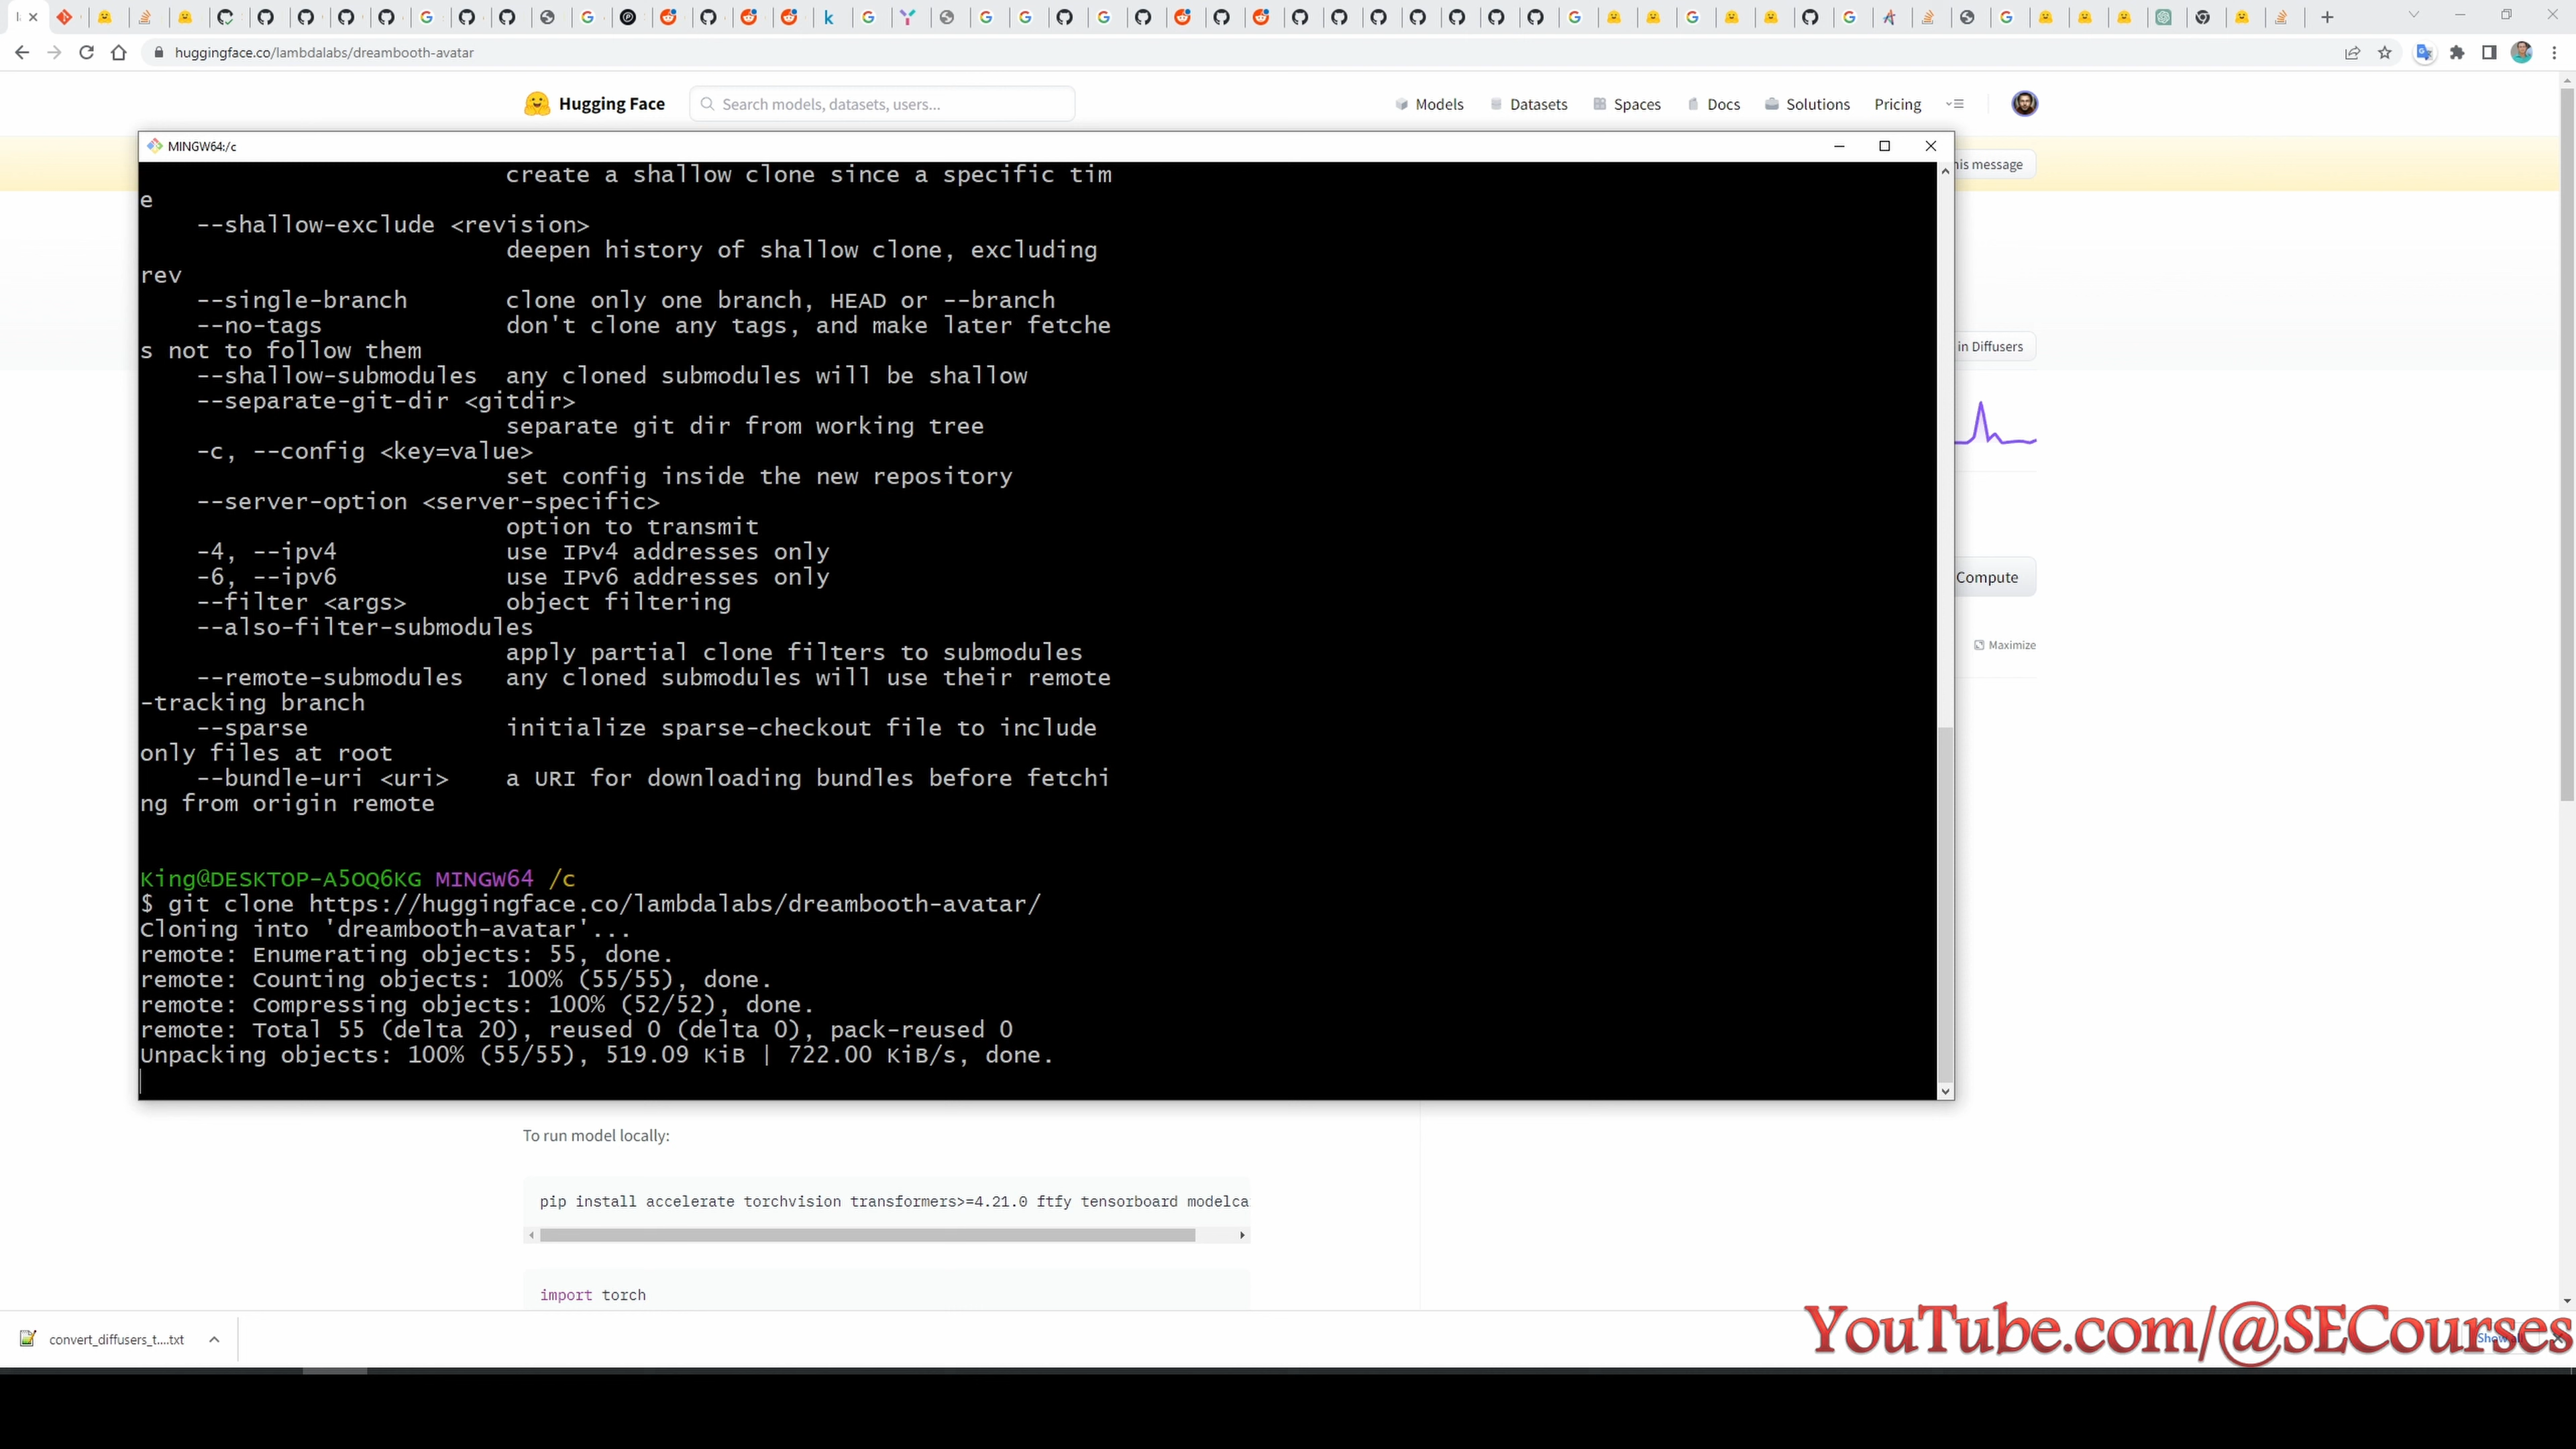 huggingface.co/lambdalabs/dreambooth-avatar
Hugging Face
Search models, datasets, users...
Models
Datasets
Spaces
Docs
Solutions
Pricing
MINGW64:/c
his message
create a shallow clone since a specific tim
e
--shallow-exclude <revision>
deepen history of shallow clone, excluding
rev
--single-branch clone only one branch, HEAD or --branch
--no-tags don't clone any tags, and make later fetche
s not to follow them
--shallow-submodules any cloned submodules will be shallow
--separate-git-dir <gitdir>
separate git dir from working tree
-c, --config <key=value>
set config inside the new repository
--server-option <server-specific>
option to transmit
-4, --ipv4 use IPv4 addresses only
-6, --ipv6 use IPv6 addresses only
--filter <args> object filtering
--also-filter-submodules
apply partial clone filters to submodules
--remote-submodules any cloned submodules will use their remote
-tracking branch
--sparse initialize sparse-checkout file to include
only files at root
--bundle-uri <uri> a URI for downloading bundles before fetchi
ng from origin remote
King@DESKTOP-A5OQ6KG MINGW64 /c
$ git clone https://huggingface.co/lambdalabs/dreambooth-avatar/
Cloning into 'dreambooth-avatar'...
remote: Enumerating objects: 55, done.
remote: Counting objects: 100% (55/55), done.
remote: Compressing objects: 100% (52/52), done.
remote: Total 55 (delta 20), reused 0 (delta 0), pack-reused 0
Unpacking objects: 100% (55/55), 519.09 KiB | 722.00 KiB/s, done.
in Diffusers
Compute
Maximize
To run model locally:
pip install accelerate torchvision transformers>=4.21.0 ftfy tensorboard modelca
import torch
convert_diffusers_t....txt
YouTube.com/@SECourses